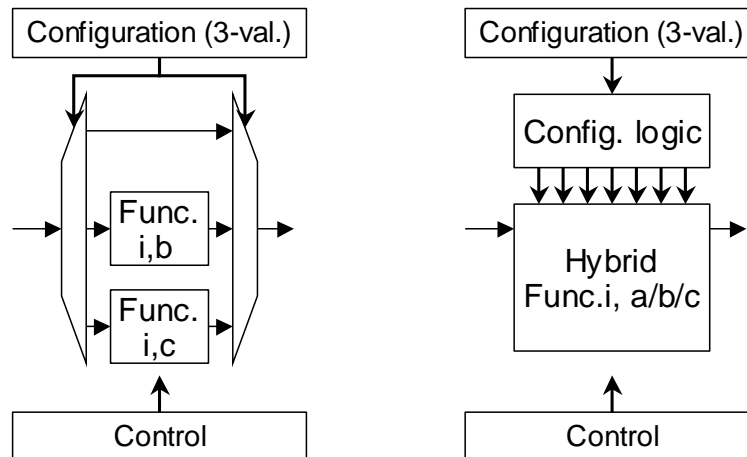 Configuration (3-val.)
Func.
i,b
Func.
i,c
Control
Configuration (3-val.)
Config. logic
Hybrid
Func.i, a/b/c
Control